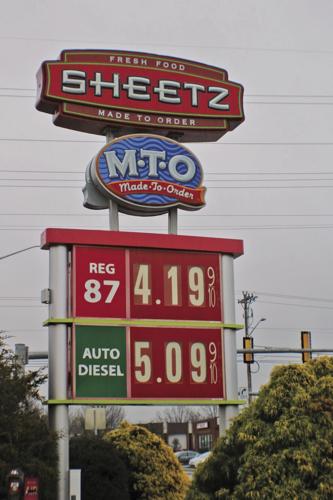 FRESH FOOD
SHEETZ
MADE TO ORDER
M•T•O
Made•To•Order
REG
87
4.19 9/10
AUTO
DIESEL
5.09 9/10